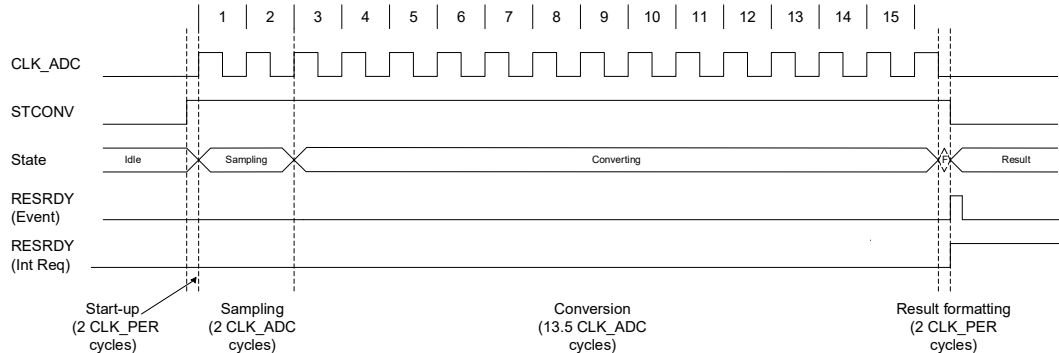 1 2 3 4 5 6 7 8 9 10 11 12 13 14 15
CLK_ADC
STCONV
State Idle Sampling Converting F Result
RESRDY
(Event)
RESRDY
(Int Req)
Start-up
(2 CLK_PER
cycles)
Sampling
(2 CLK_ADC
cycles)
Conversion
(13.5 CLK_ADC
cycles)
Result formatting
(2 CLK_PER
cycles)